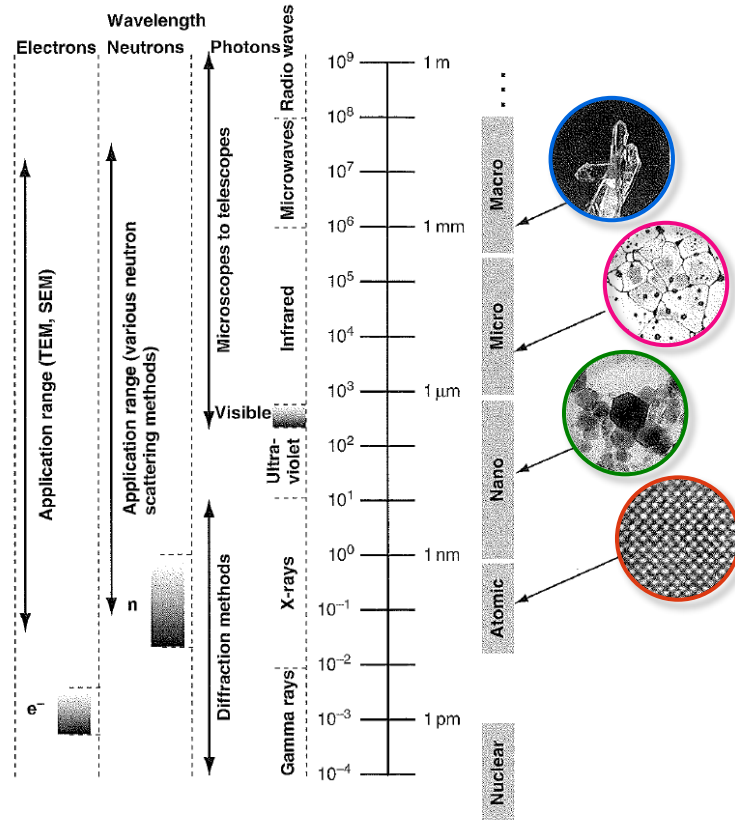 Wavelength
Electrons
Neutrons
Photons
Application range (TEM, SEM)
e⁻
Application range (various neutron
scattering methods)
n
Microscopes to telescopes
Diffraction methods
Radio waves
Microwaves
Infrared
Visible
Ultra-
violet
X-rays
Gamma rays
10⁹ 1 m
10⁸
10⁷
10⁶ 1 mm
10⁵
10⁴
10³ 1 μm
10²
10¹
10⁰ 1 nm
10⁻¹
10⁻²
10⁻³ 1 pm
10⁻⁴
Macro
Micro
Nano
Atomic
Nuclear